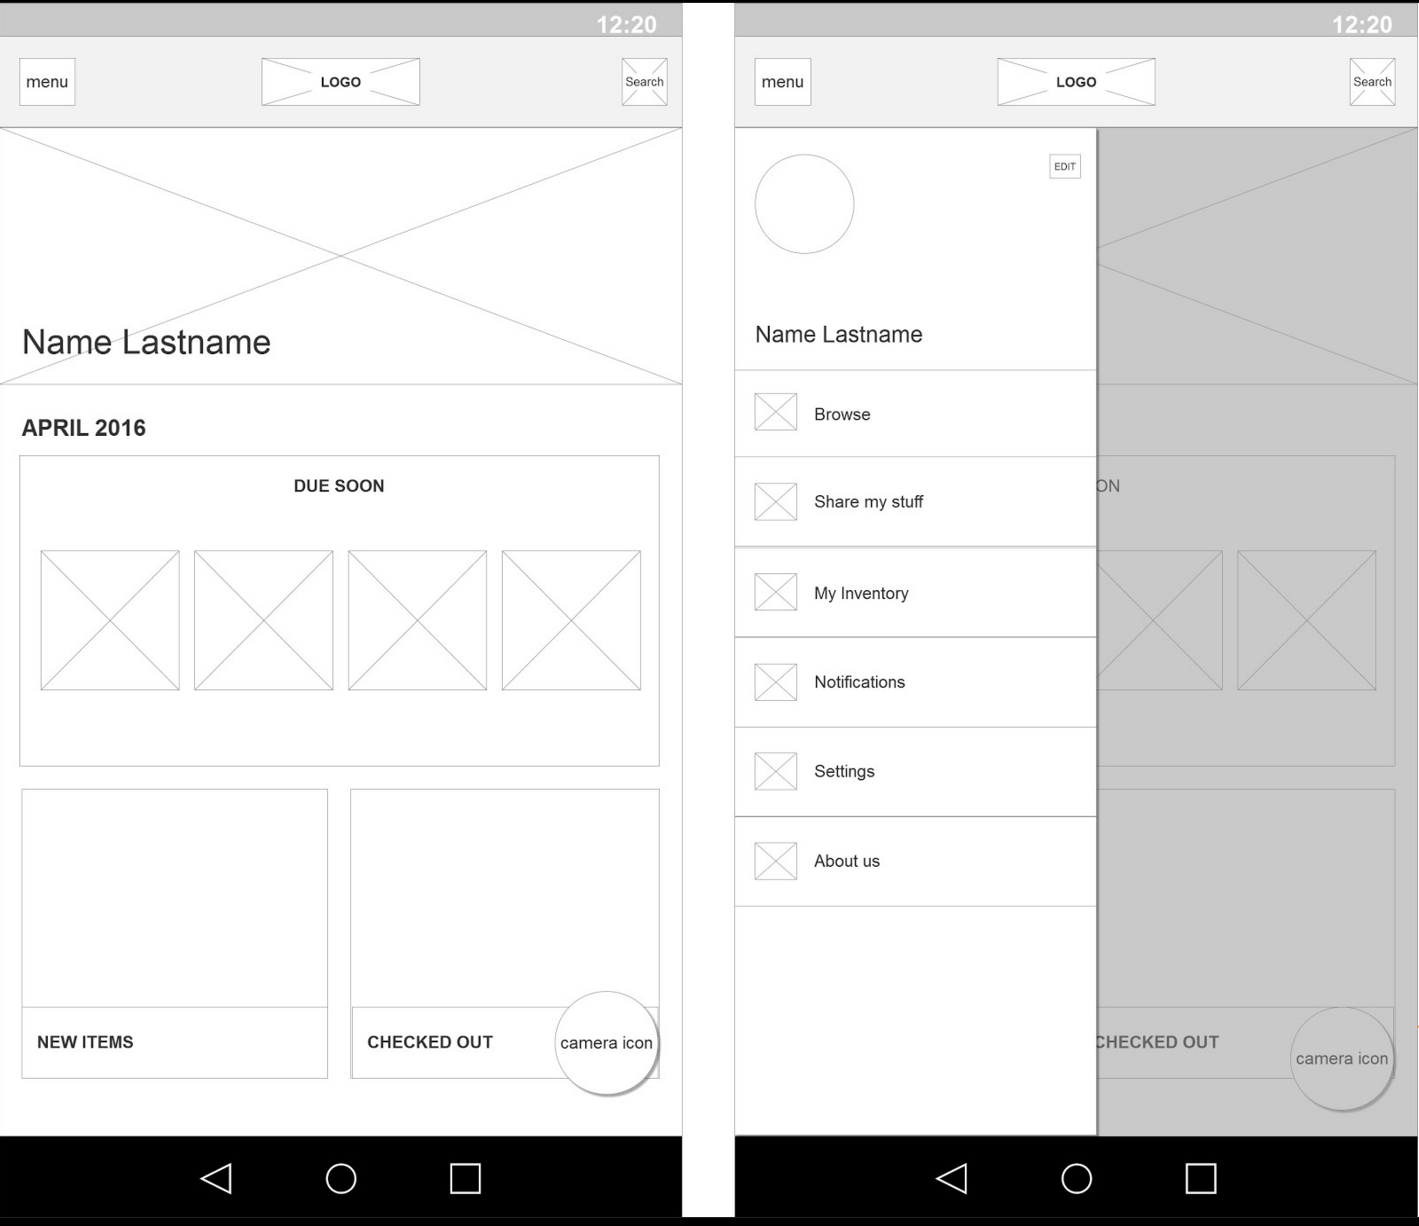 12:20
menu
LOGO
Search
Name Lastname
APRIL 2016
DUE SOON
NEW ITEMS
CHECKED OUT
camera icon
12:20
menu
LOGO
Search
EDIT
Name Lastname
Browse
Share my stuff
My Inventory
Notifications
Settings
About us
ON
CHECKED OUT
camera icon